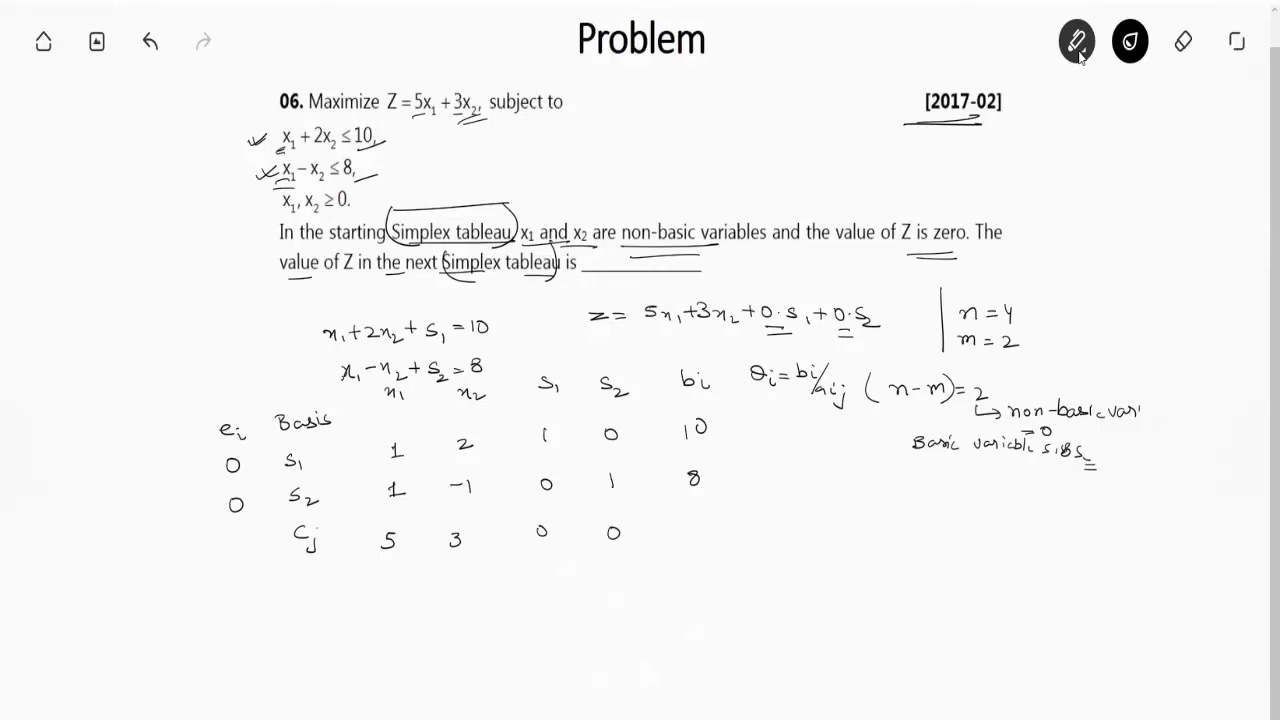 Problem
06. Maximize Z = 5x₁ + 3x₂, subject to [2017-02]
x₁ + 2x₂ ≤ 10,
x₁ − x₂ ≤ 8,
x₁, x₂ ≥ 0.
In the starting Simplex tableau, x₁ and x₂ are non-basic variables and the value of Z is zero. The
value of Z in the next Simplex tableau is ____________
x₁+2x₂+S₁=10
x₁-x₂+S₂=8
Z= 5x₁+3x₂+0.S₁+0.S₂
n=4
m=2
θi=bi/aij (n-m)=2
↳ non-basic vari
=0
Basic variable S₁&S₂
ei Basis x₁ x₂ S₁ S₂ bi
0 S₁ 1 2 1 0 10
0 S₂ 1 -1 0 1 8
Cj 5 3 0 0